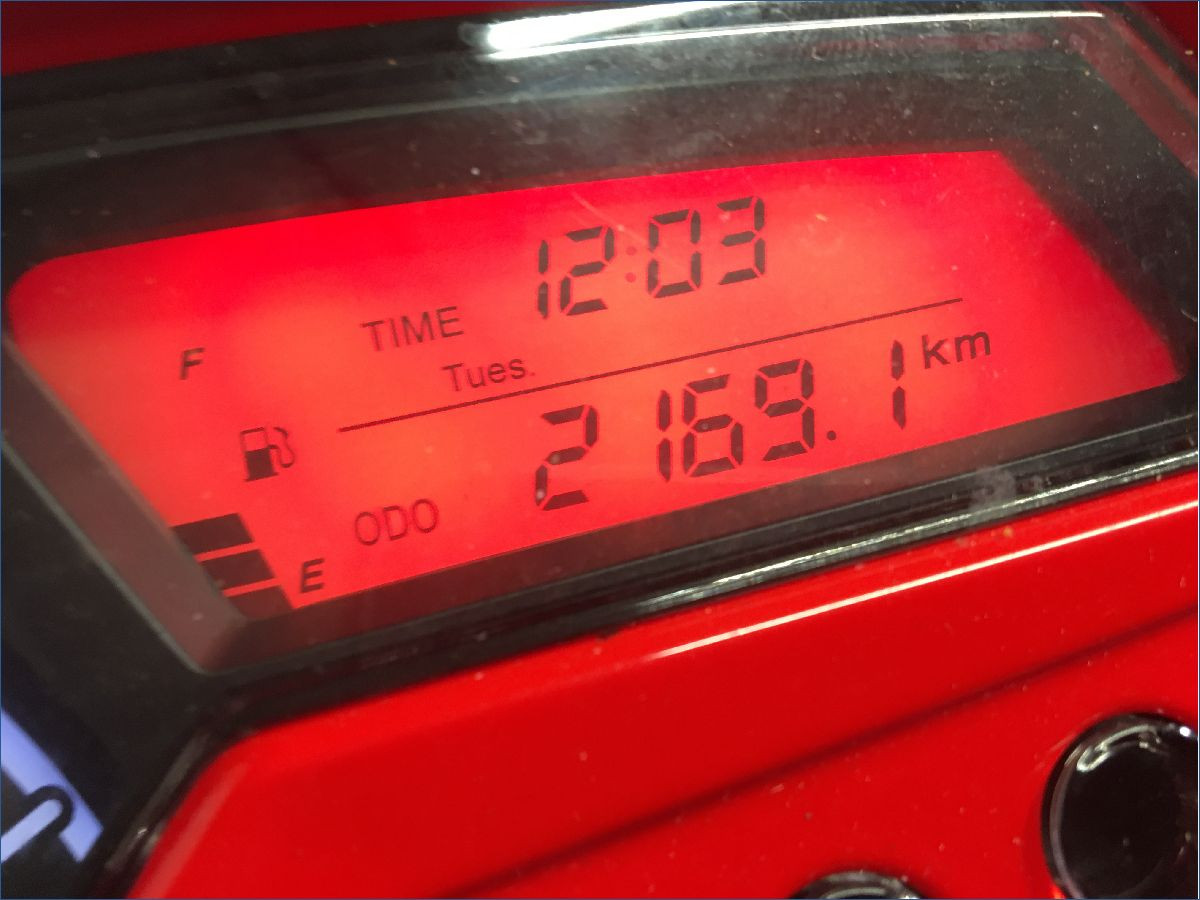 TIME 12:03
F
Tues.
2169.1 km
ODO
E